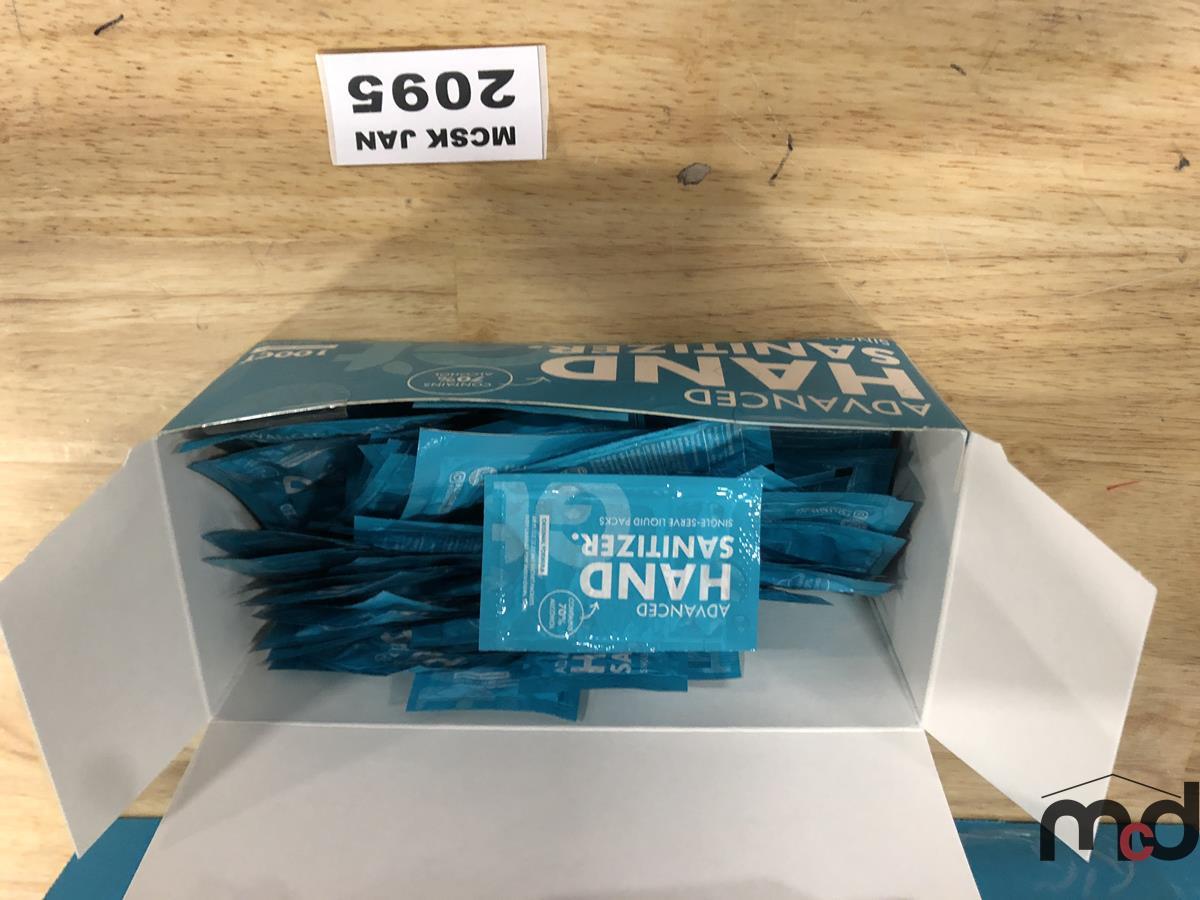 MCSK JAN
2095
ADVANCED
HAND
SANITIZER.
CONTAINS
70%
ALCOHOL
100CT
ADVANCED
HAND
SANITIZER.
SINGLE-SERVE LIQUID PACKS
CONTAINS
70%
ALCOHOL
mcd